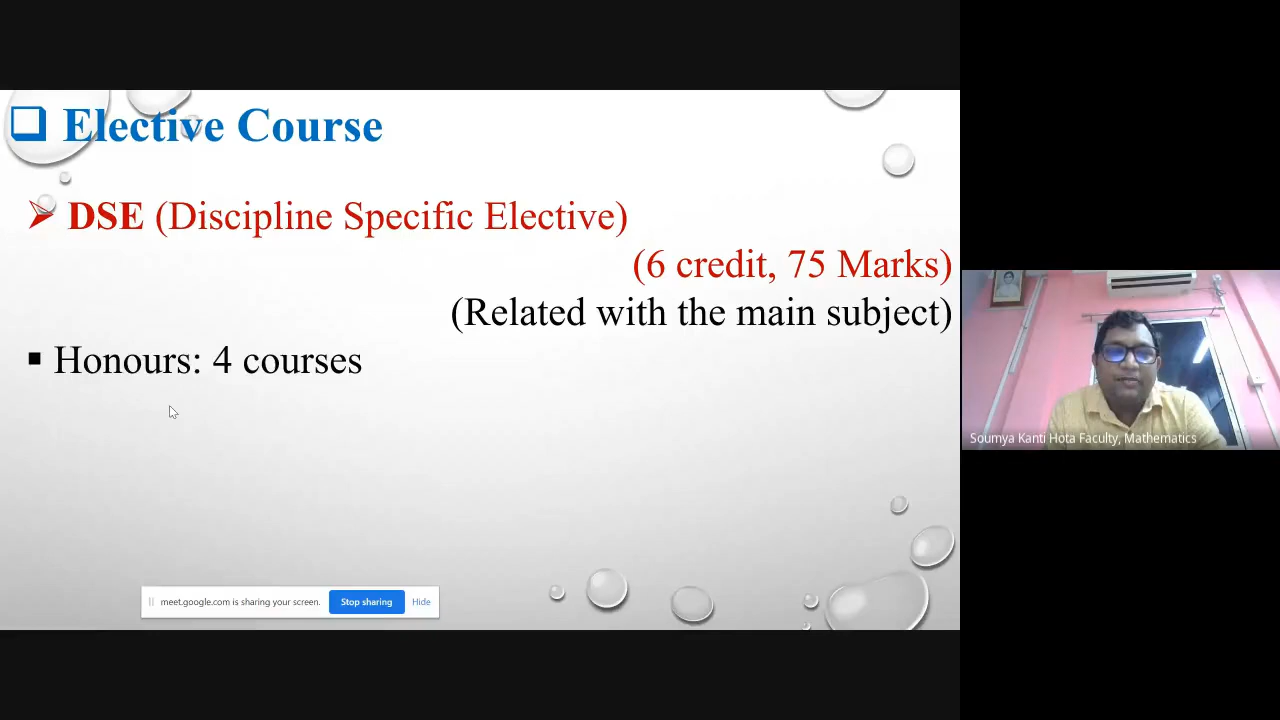 Elective Course
DSE (Discipline Specific Elective)
(6 credit, 75 Marks)
(Related with the main subject)
Honours: 4 courses
meet.google.com is sharing your screen. Stop sharing Hide
Soumya Kanti Hota Faculty, Mathematics